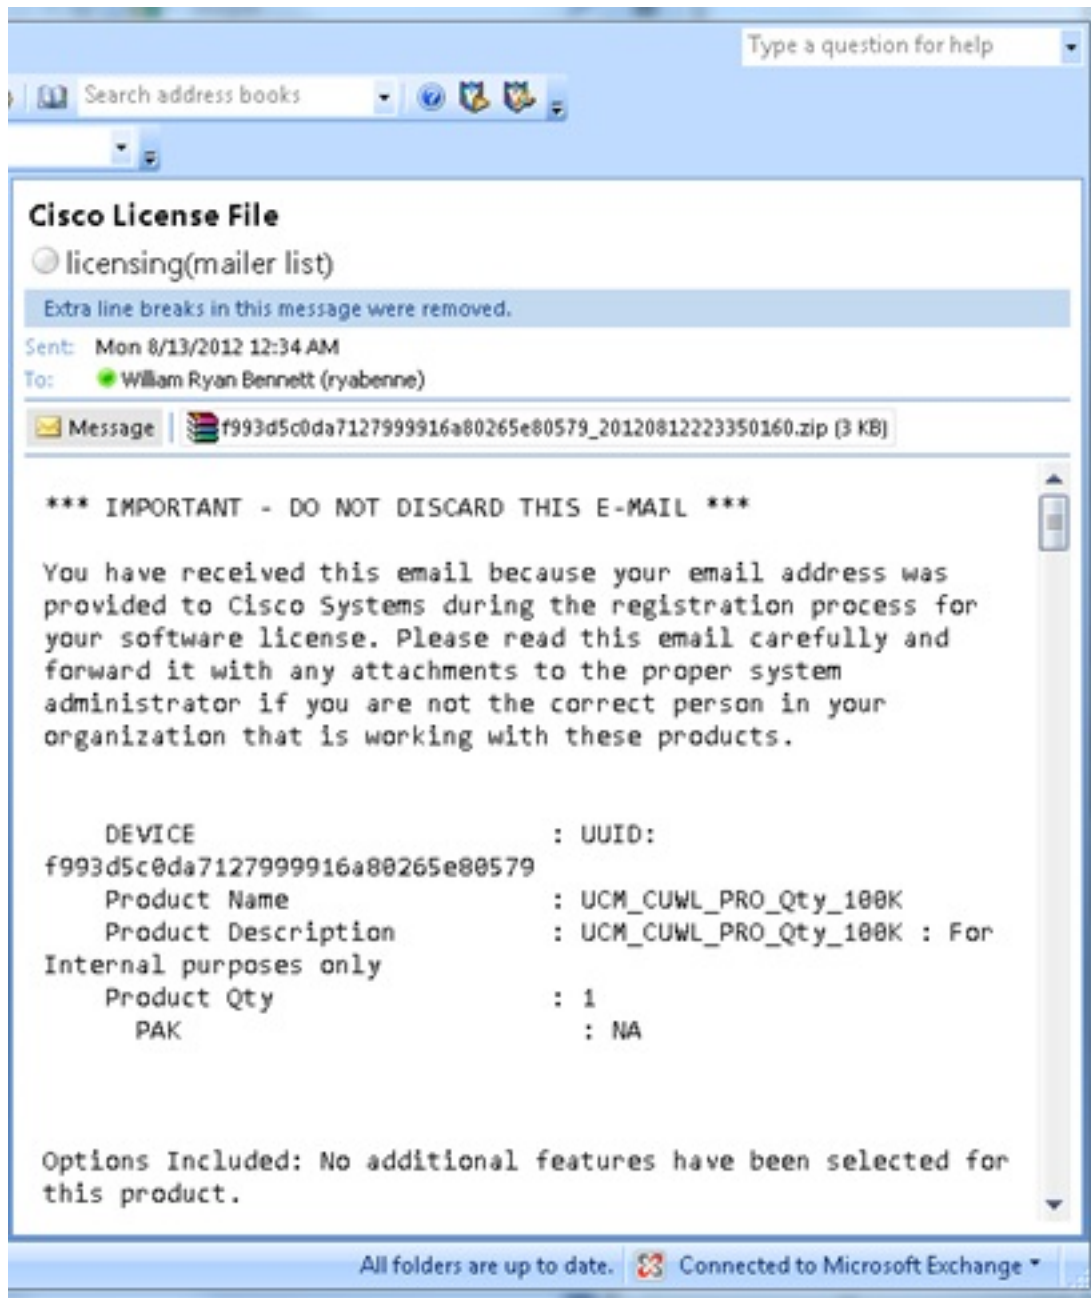 Type a question for help
Search address books
Cisco License File
licensing(mailer list)
Extra line breaks in this message were removed.
Sent: Mon 8/13/2012 12:34 AM
To: William Ryan Bennett (ryabenne)
Message f993d5c0da7127999916a80265e80579_20120812223350160.zip (3 KB)
*** IMPORTANT - DO NOT DISCARD THIS E-MAIL ***
You have received this email because your email address was
provided to Cisco Systems during the registration process for
your software license. Please read this email carefully and
forward it with any attachments to the proper system
administrator if you are not the correct person in your
organization that is working with these products.
DEVICE : UUID:
f993d5c0da7127999916a80265e80579
Product Name : UCM_CUWL_PRO_Qty_100K
Product Description : UCM_CUWL_PRO_Qty_100K : For
Internal purposes only
Product Qty : 1
PAK : NA
Options Included: No additional features have been selected for
this product.
All folders are up to date. Connected to Microsoft Exchange